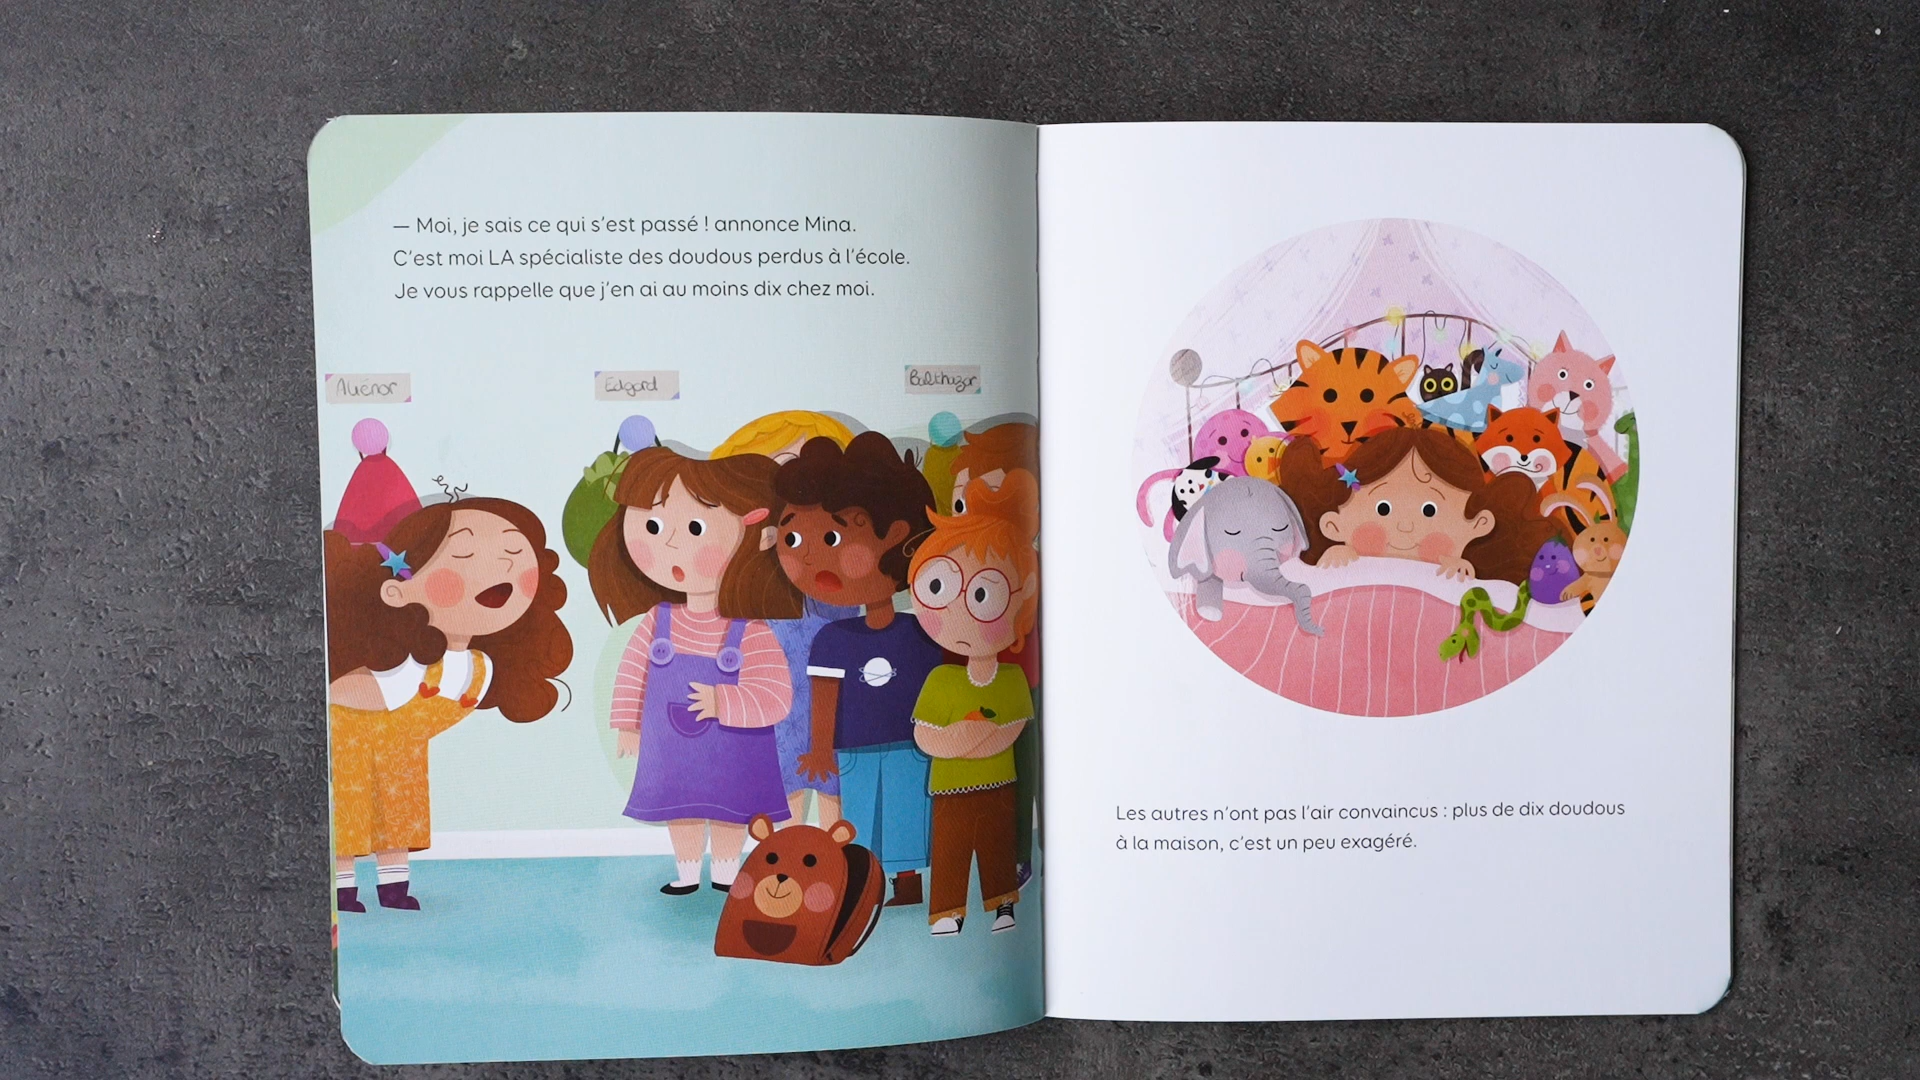 — Moi, je sais ce qui s'est passé ! annonce Mina.
C'est moi LA spécialiste des doudous perdus à l'école.
Je vous rappelle que j'en ai au moins dix chez moi.
Aliénor
Edgard
Balthazar
Les autres n'ont pas l'air convaincus : plus de dix doudous
à la maison, c'est un peu exagéré.